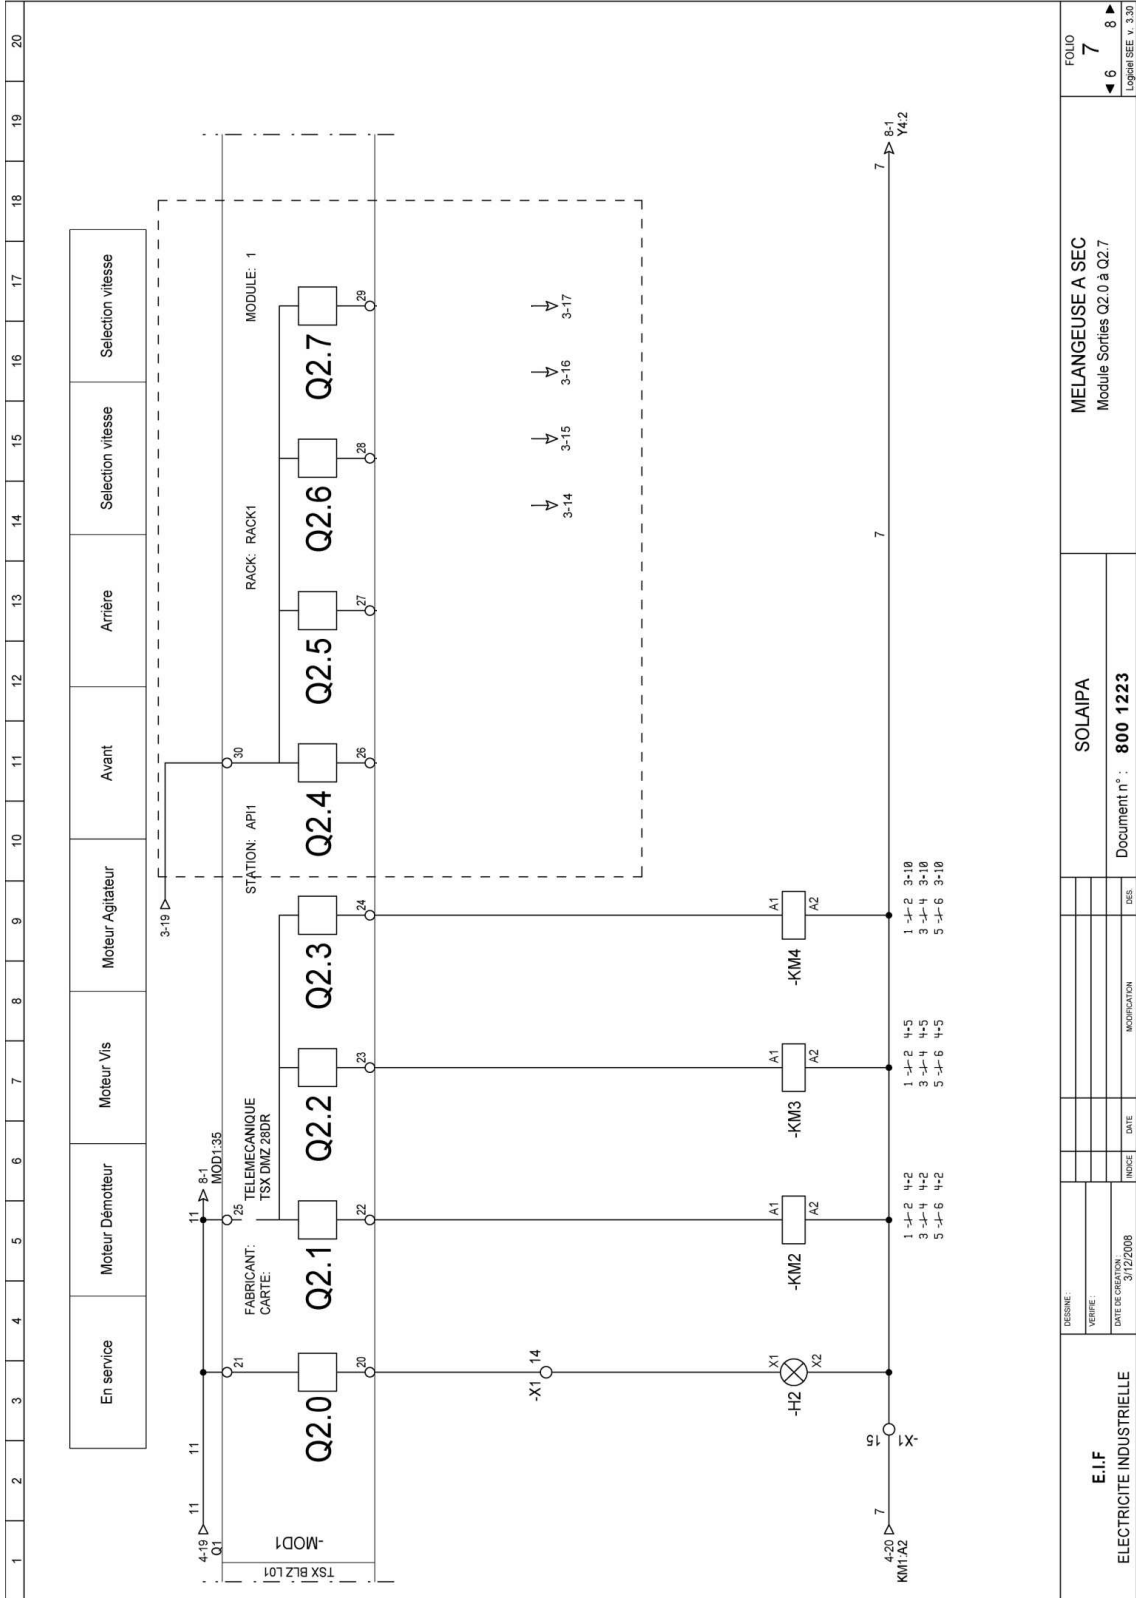 1 2 3 4 5 6 7 8 9 10 11 12 13 14 15 16 17 18 19 20
En service
Moteur Démotteur
Moteur Vis
Moteur Agitateur
Avant
Arrière
Selection vitesse
Selection vitesse
4-19
Q1
11
11
11
8-1
MOD1:35
3-19
TSX BLZ L01
-MOD1
21
25
30
FABRICANT: TELEMECANIQUE
CARTE: TSX DMZ 28DR
STATION: API1
RACK: RACK1
MODULE: 1
Q2.0
Q2.1
Q2.2
Q2.3
Q2.4
Q2.5
Q2.6
Q2.7
20
22
23
24
26
27
28
29
3-14
3-15
3-16
3-17
-X1
14
-H2
X1
X2
-KM2
A1
A2
-KM3
A1
A2
-KM4
A1
A2
4-20
KM1:A2
7
-X1
15
7
7
8-1
Y4:2
1 2 4-2
3 4 4-2
5 6 4-2
1 2 4-5
3 4 4-5
5 6 4-5
1 2 3-10
3 4 3-10
5 6 3-10
E.I.F
ELECTRICITE INDUSTRIELLE
DESSINE :
VERIFIE :
DATE DE CREATION :
3/12/2008
INDICE
DATE
MODIFICATION
DES.
SOLAIPA
Document n° : 800 1223
MELANGEUSE A SEC
Module Sorties Q2.0 à Q2.7
FOLIO
7
6
8
Logiciel SEE v. 3.30